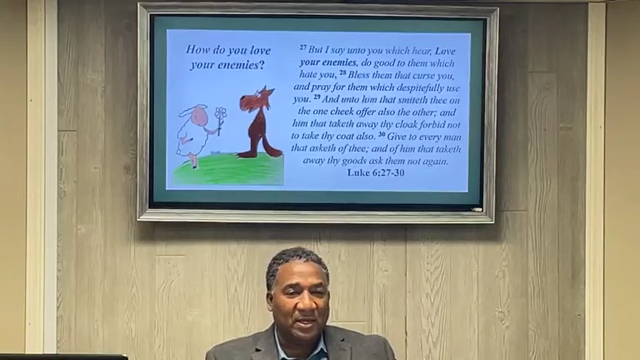 How do you love
your enemies?
27 But I say unto you which hear, Love
your enemies, do good to them which
hate you, 28 Bless them that curse you,
and pray for them which despitefully use
you. 29 And unto him that smiteth thee on
the one cheek offer also the other; and
him that taketh away thy cloak forbid not
to take thy coat also. 30 Give to every man
that asketh of thee; and of him that taketh
away thy goods ask them not again.
Luke 6:27-30